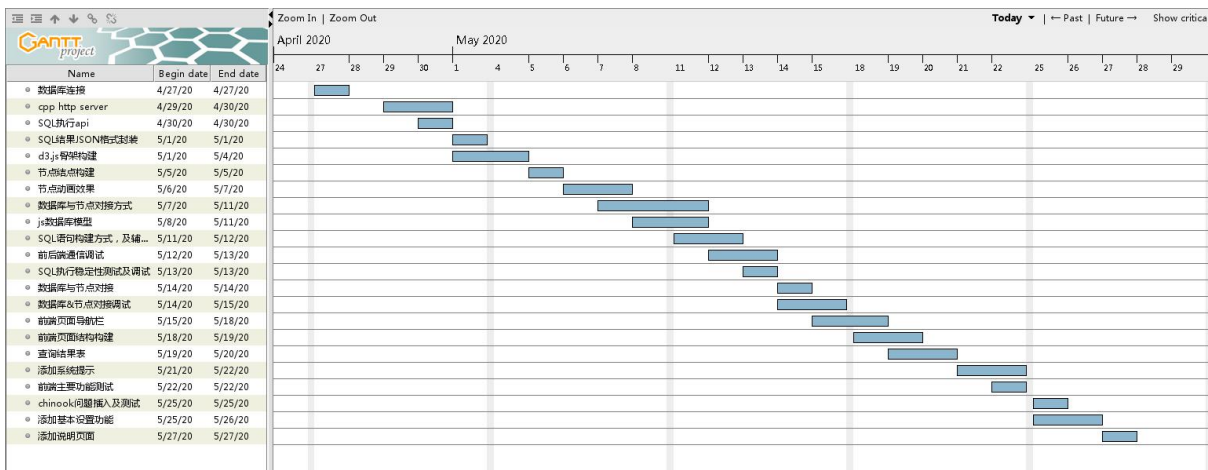 Zoom In | Zoom Out
Today ▾ | ←Past | Future→ Show critica
GANTT
project
April 2020 May 2020
Name Begin date End date
24 27 28 29 30 1 4 5 6 7 8 11 12 13 14 15 18 19 20 21 22 25 26 27 28 29
数据库连接 4/27/20 4/27/20
cpp http server 4/29/20 4/30/20
SQL执行api 4/30/20 4/30/20
SQL结果JSON格式封装 5/1/20 5/1/20
d3.js骨架构建 5/1/20 5/4/20
节点结点构建 5/5/20 5/5/20
节点动画效果 5/6/20 5/7/20
数据库与节点对接方式 5/7/20 5/11/20
js数据库模型 5/8/20 5/11/20
SQL语句构建方式，及辅... 5/11/20 5/12/20
前后端通信调试 5/12/20 5/13/20
SQL执行稳定性测试及调试 5/13/20 5/13/20
数据库与节点对接 5/14/20 5/14/20
数据库&节点对接调试 5/14/20 5/15/20
前端页面导航栏 5/15/20 5/18/20
前端页面结构构建 5/18/20 5/19/20
查询结果表 5/19/20 5/20/20
添加系统提示 5/21/20 5/22/20
前端主要功能测试 5/22/20 5/22/20
chinook问题插入及测试 5/25/20 5/25/20
添加基本设置功能 5/25/20 5/26/20
添加说明页面 5/27/20 5/27/20